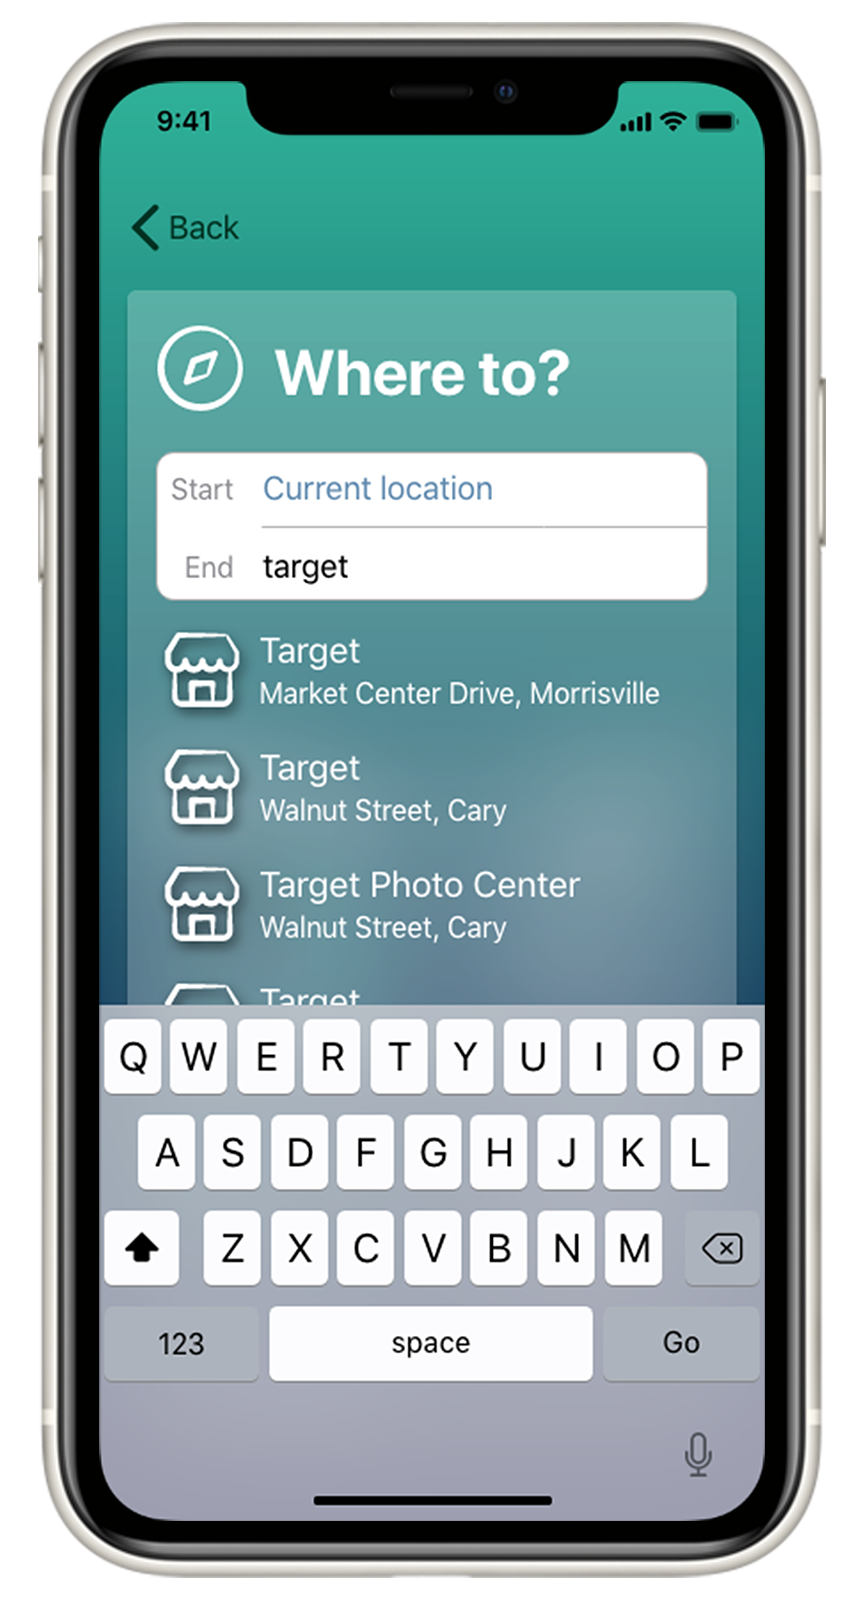 9:41
Back
Where to?
Start Current location
End target
Target
Market Center Drive, Morrisville
Target
Walnut Street, Cary
Target Photo Center
Walnut Street, Cary
Target
Q W E R T Y U I O P
A S D F G H J K L
Z X C V B N M
123 space Go